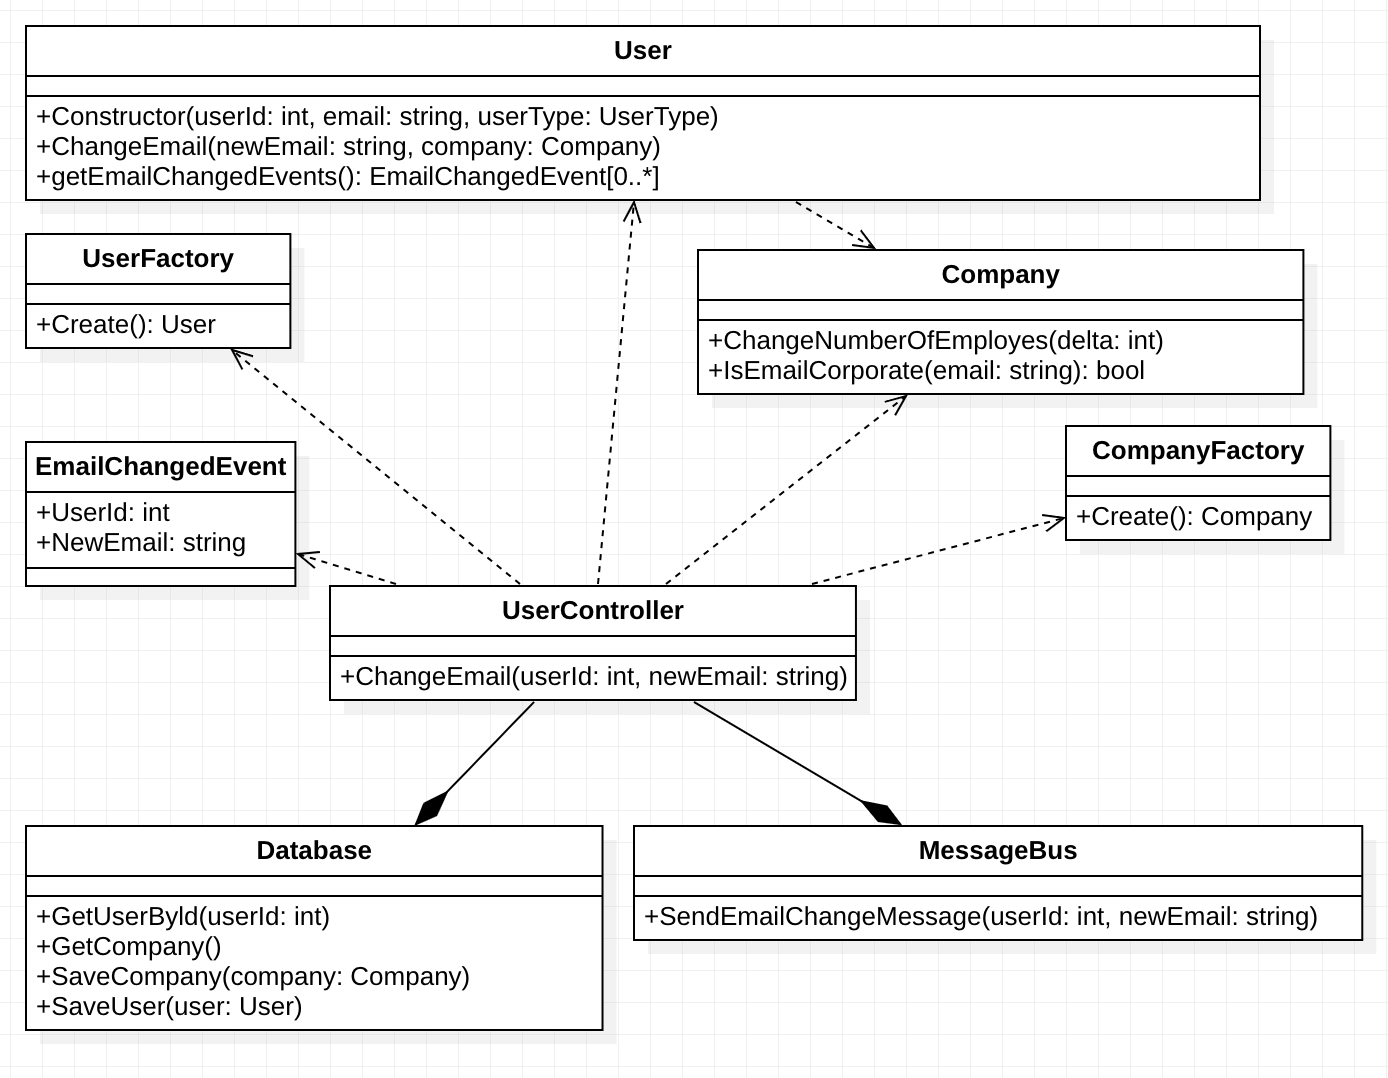 User
+Constructor(userId: int, email: string, userType: UserType)
+ChangeEmail(newEmail: string, company: Company)
+getEmailChangedEvents(): EmailChangedEvent[0..*]
UserFactory
+Create(): User
Company
+ChangeNumberOfEmployes(delta: int)
+IsEmailCorporate(email: string): bool
EmailChangedEvent
+UserId: int
+NewEmail: string
CompanyFactory
+Create(): Company
UserController
+ChangeEmail(userId: int, newEmail: string)
Database
+GetUserById(userId: int)
+GetCompany()
+SaveCompany(company: Company)
+SaveUser(user: User)
MessageBus
+SendEmailChangeMessage(userId: int, newEmail: string)